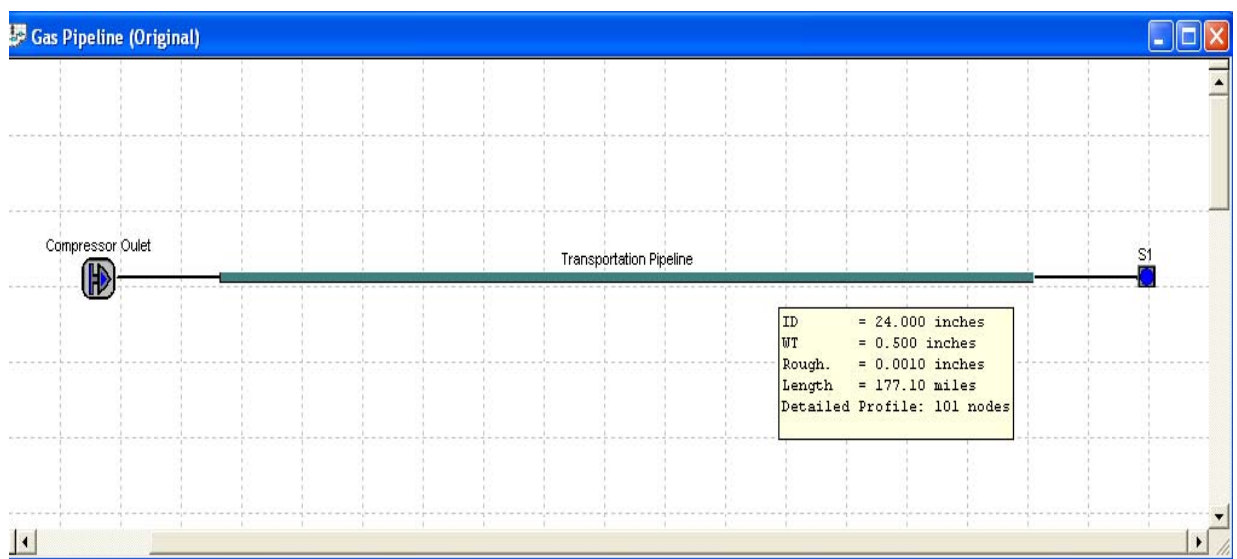 Gas Pipeline (Original)
Compressor Oulet
Transportation Pipeline
S1
ID = 24.000 inches
WT = 0.500 inches
Rough. = 0.0010 inches
Length = 177.10 miles
Detailed Profile: 101 nodes